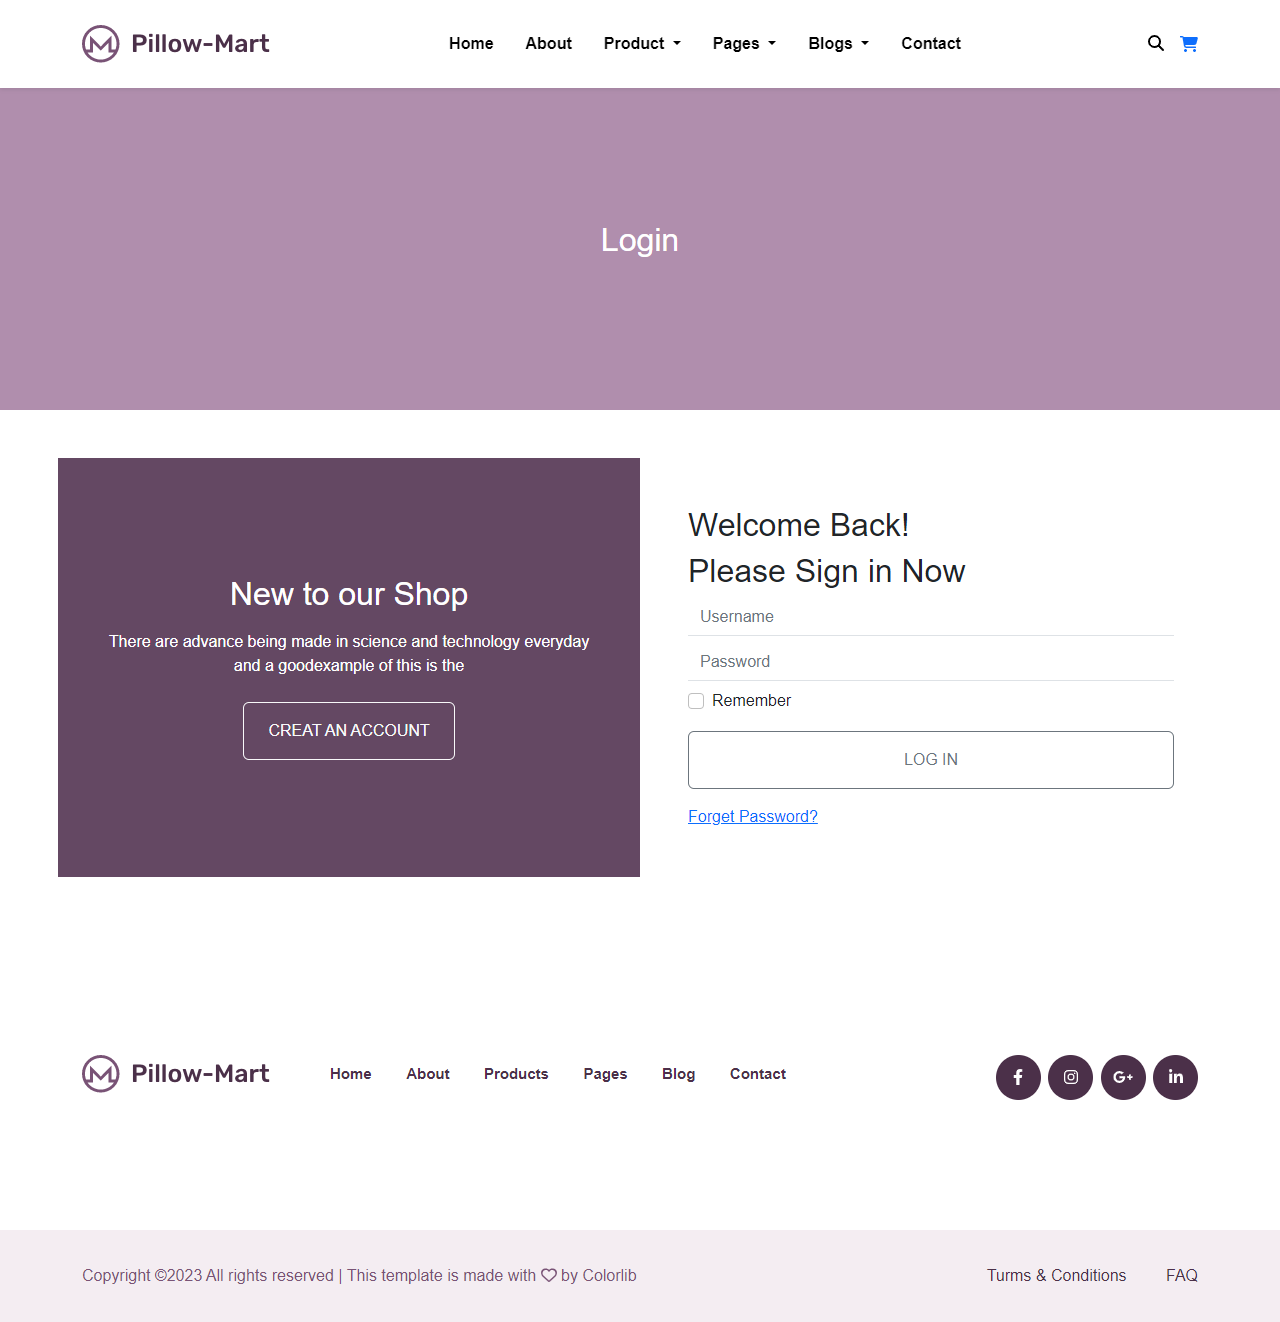 Pillow-Mart Home About Product Pages Blogs Contact
Login
New to our Shop
There are advance being made in science and technology everyday
and a goodexample of this is the
CREAT AN ACCOUNT
Welcome Back!
Please Sign in Now
Username
Password
Remember
LOG IN
Forget Password?
Pillow-Mart Home About Products Pages Blog Contact
Copyright ©2023 All rights reserved | This template is made with ♡ by Colorlib Turms & Conditions FAQ